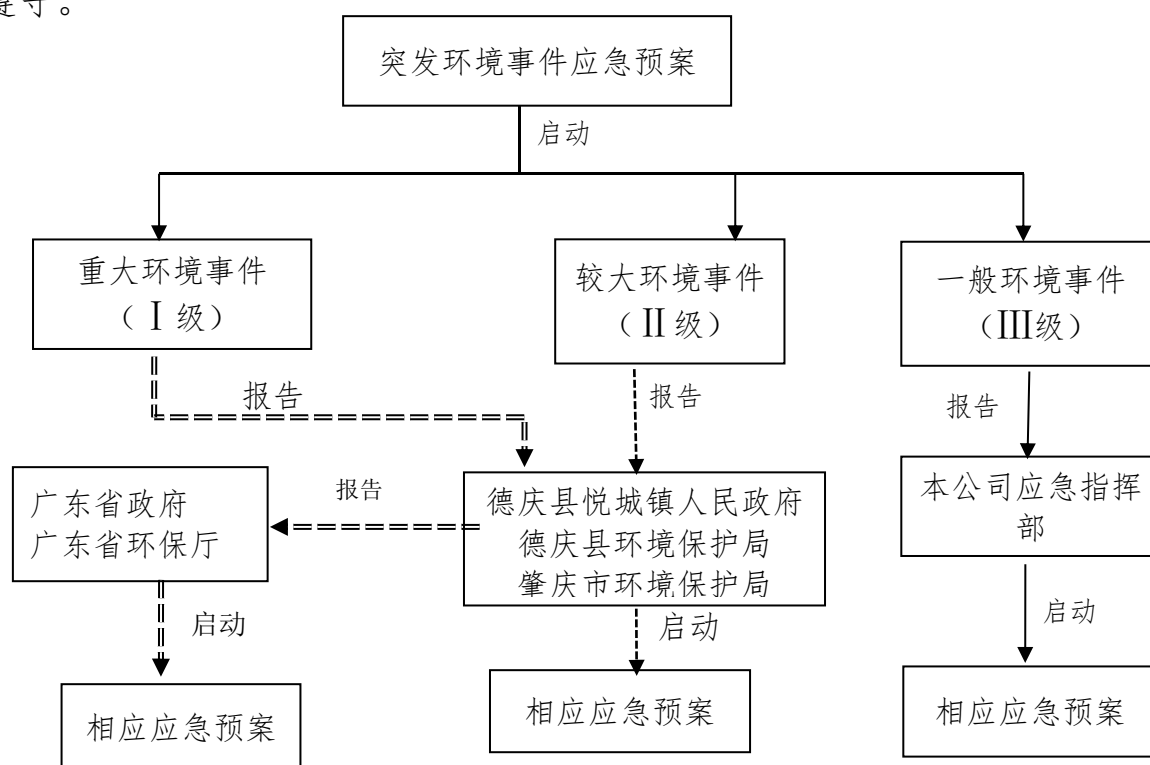 遵守。
突发环境事件应急预案
启动
重大环境事件
（Ⅰ级）
较大环境事件
（Ⅱ级）
一般环境事件
（Ⅲ级）
报告
报告
报告
广东省政府
广东省环保厅
报告
德庆县悦城镇人民政府
德庆县环境保护局
肇庆市环境保护局
本公司应急指挥
部
启动
启动
启动
相应应急预案
相应应急预案
相应应急预案